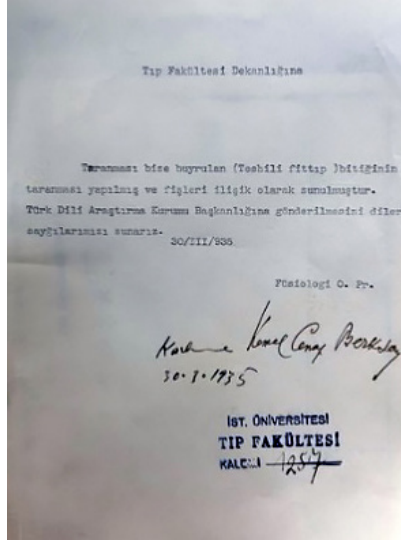 Tıp Fakültesi Dekanlığına
Taranması bize buyrulan (Teshili fittıp )bitiğinin
taranması yapılmış ve fişleri ilişik olarak sunulmuştur.
Türk Dili Araştırma Kurumu Başkanlığına gönderilmesini diler
saygılarımızı sunarız.
30/III/935
Füsiologi O. Pr.
Kemal Cenap Berksoy
30.3.1935
İST. ÜNİVERSİTESİ
TIP FAKÜLTESİ
KALEMİ 1257